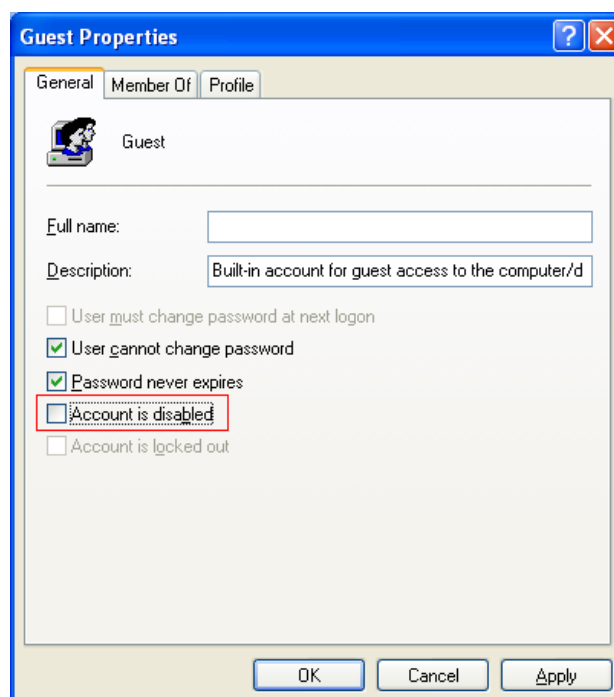 Guest Properties
General Member Of Profile
Guest
Full name:
Description: Built-in account for guest access to the computer/d
User must change password at next logon
User cannot change password
Password never expires
Account is disabled
Account is locked out
OK Cancel Apply